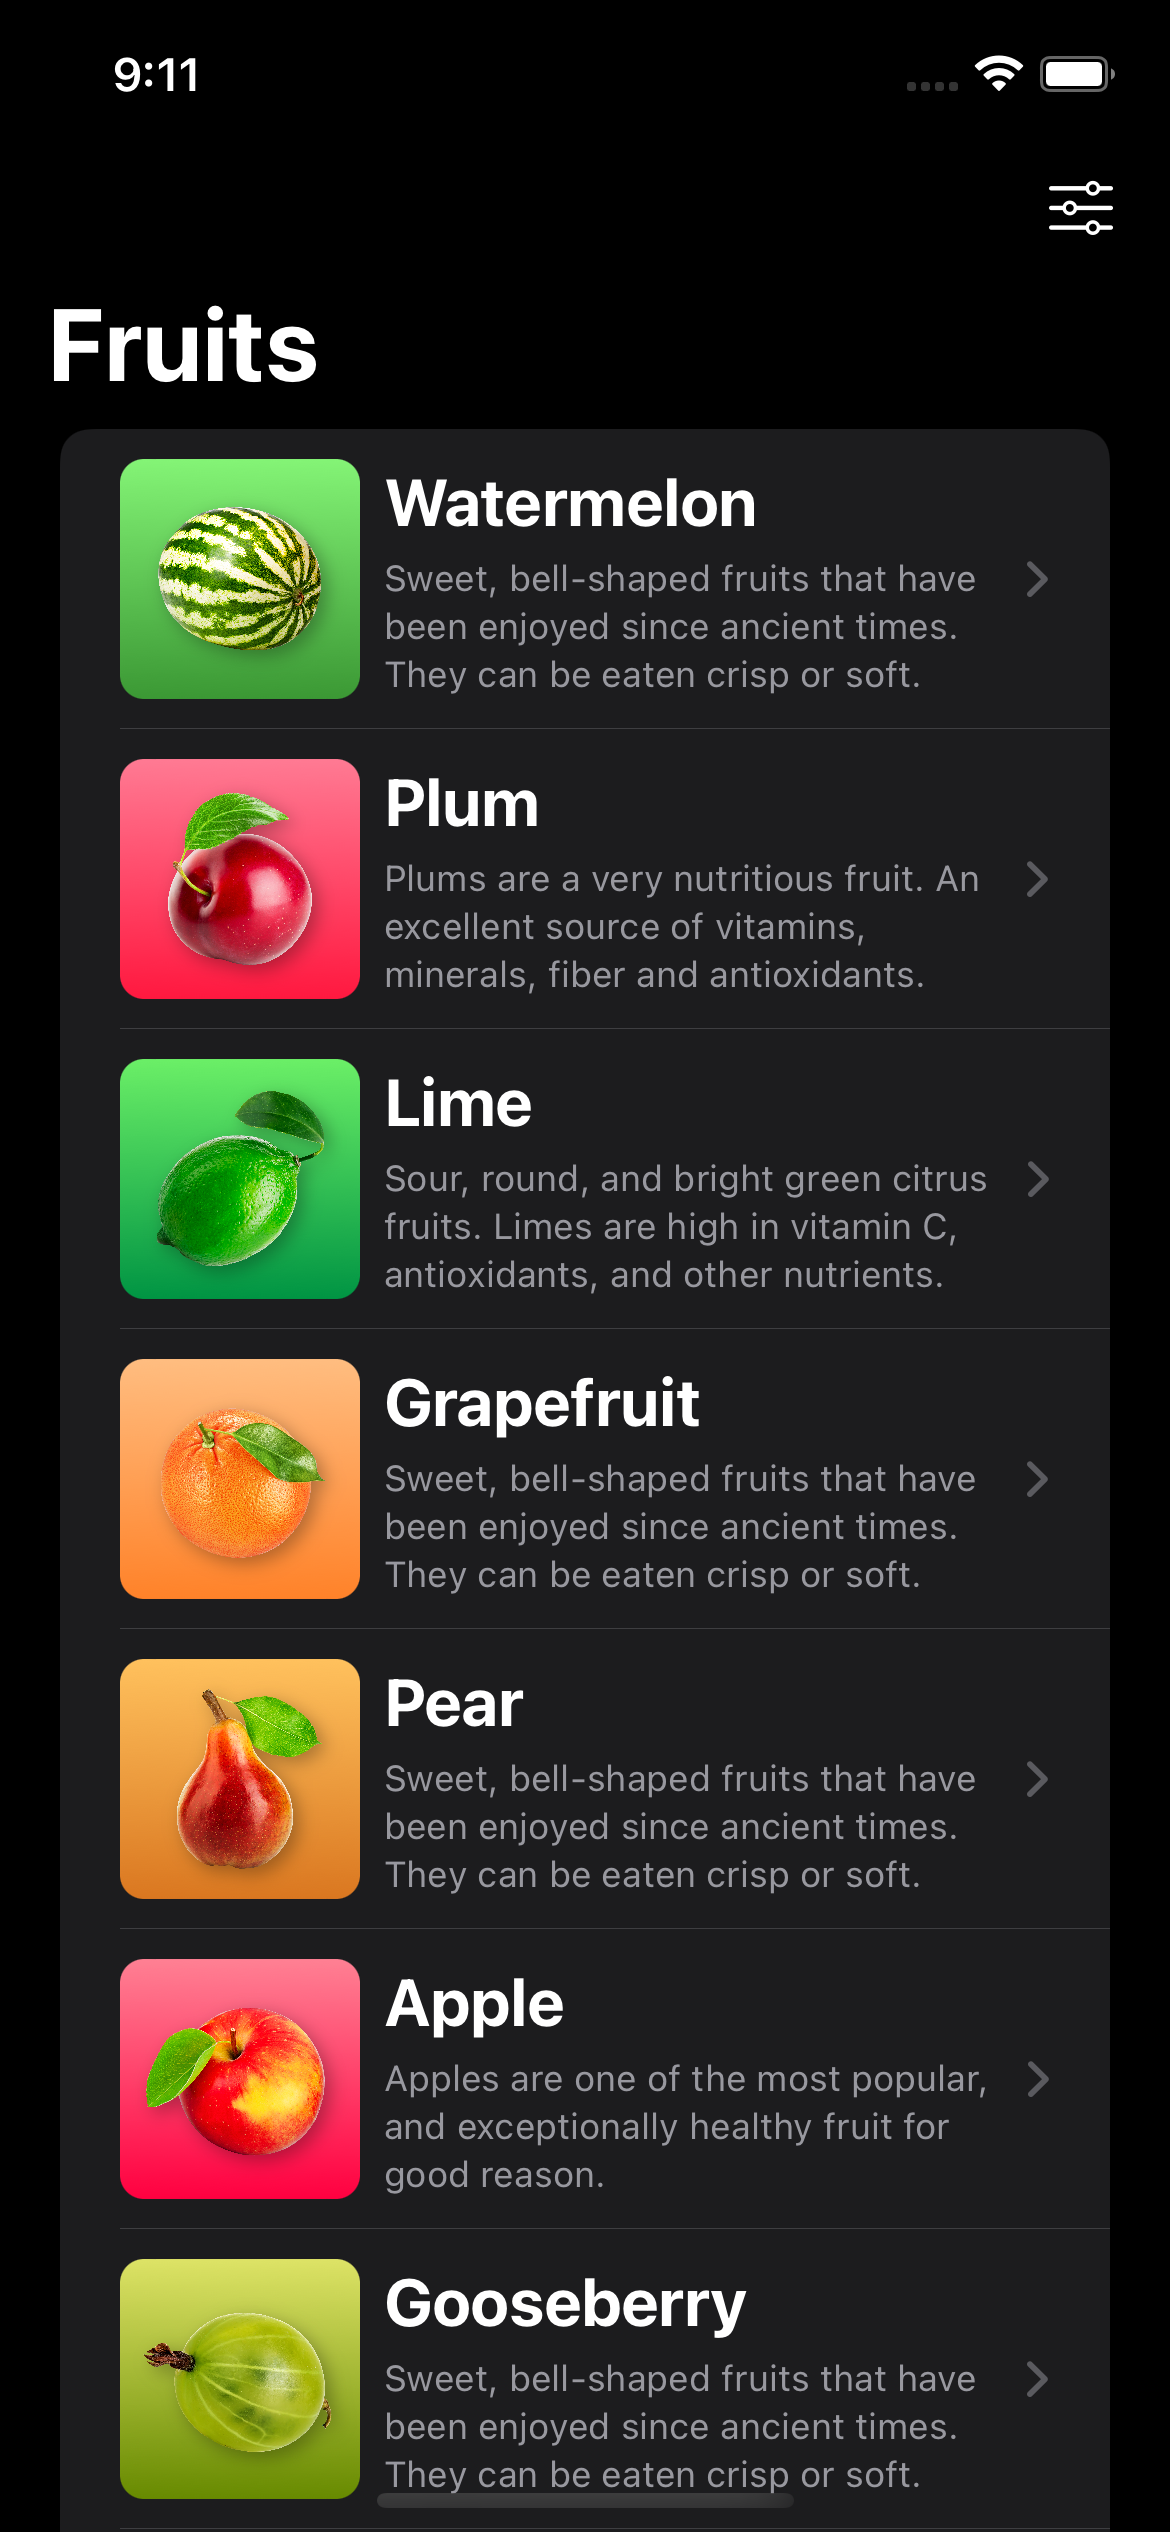 9:11
Fruits
Watermelon
Sweet, bell-shaped fruits that have
been enjoyed since ancient times.
They can be eaten crisp or soft.
Plum
Plums are a very nutritious fruit. An
excellent source of vitamins,
minerals, fiber and antioxidants.
Lime
Sour, round, and bright green citrus
fruits. Limes are high in vitamin C,
antioxidants, and other nutrients.
Grapefruit
Sweet, bell-shaped fruits that have
been enjoyed since ancient times.
They can be eaten crisp or soft.
Pear
Sweet, bell-shaped fruits that have
been enjoyed since ancient times.
They can be eaten crisp or soft.
Apple
Apples are one of the most popular,
and exceptionally healthy fruit for
good reason.
Gooseberry
Sweet, bell-shaped fruits that have
been enjoyed since ancient times.
They can be eaten crisp or soft.